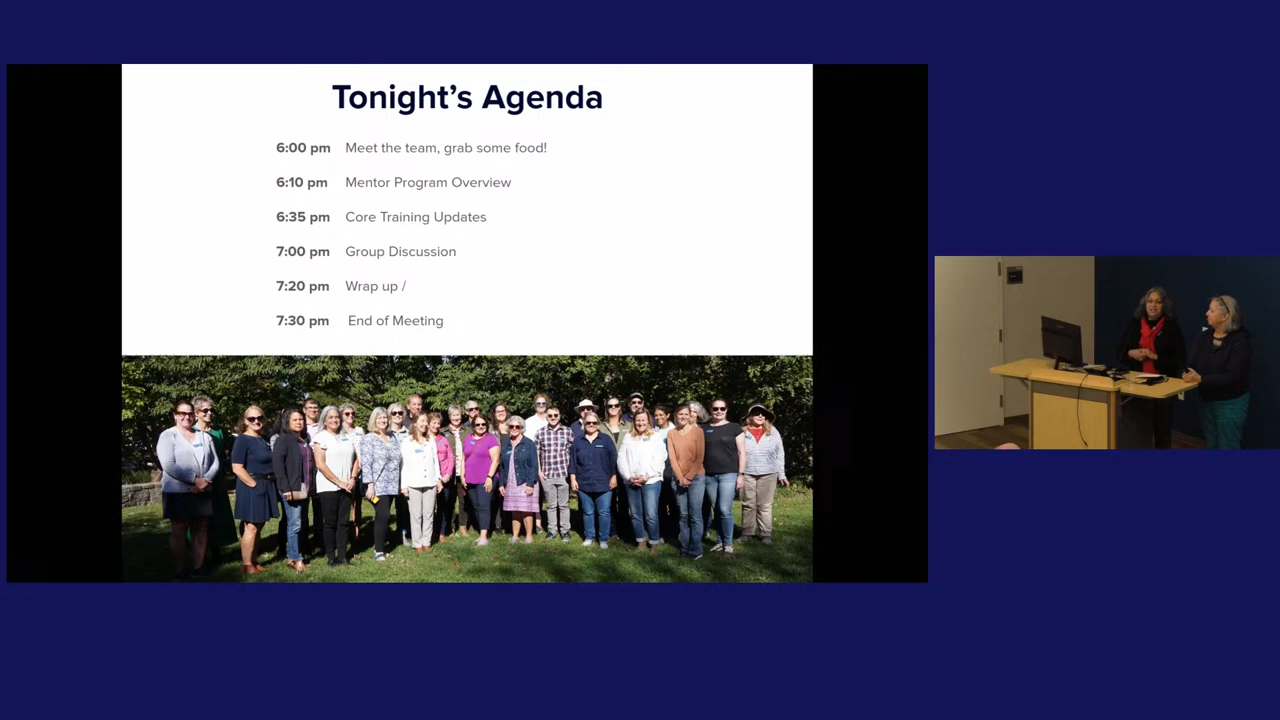 Tonight's Agenda
6:00 pm Meet the team, grab some food!
6:10 pm Mentor Program Overview
6:35 pm Core Training Updates
7:00 pm Group Discussion
7:20 pm Wrap up /
7:30 pm End of Meeting